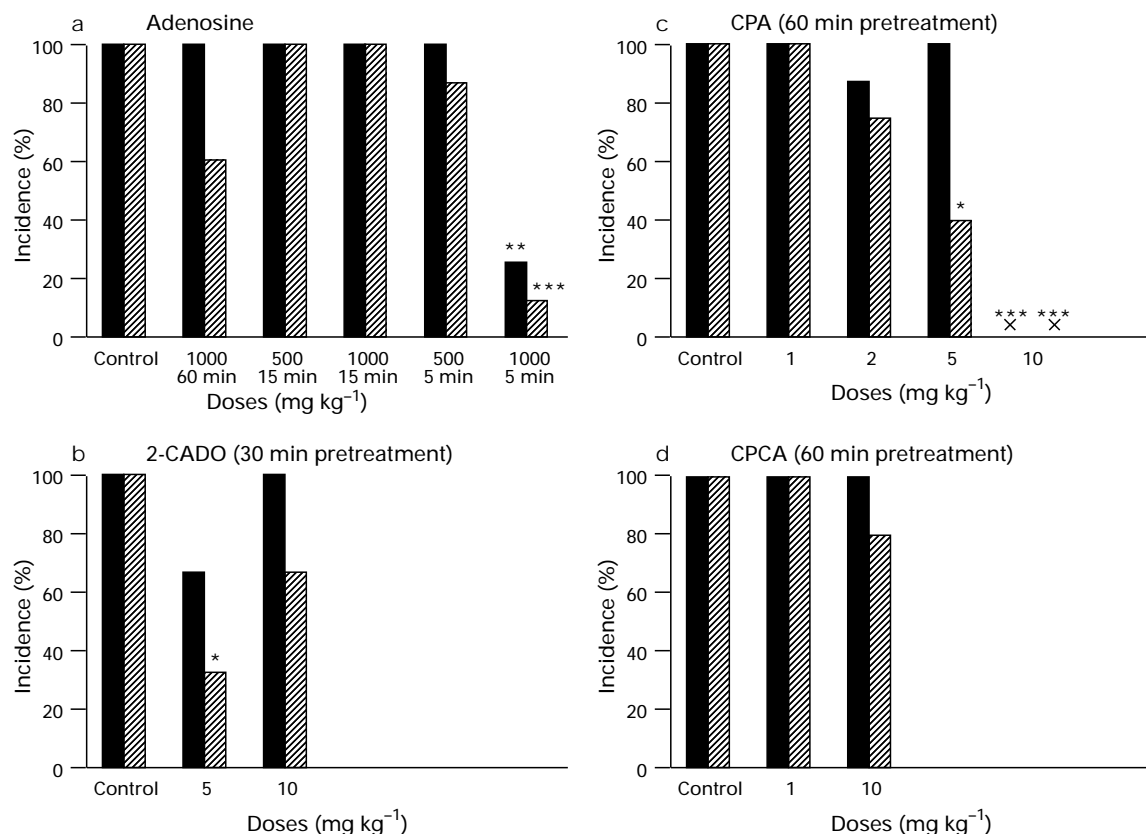 a Adenosine
100
80
60
40
20
0
Incidence (%)
** ***
Control 1000 500 1000 500 1000
60 min 15 min 15 min 5 min 5 min
Doses (mg kg⁻¹)
c CPA (60 min pretreatment)
100
80
60
40
20
0
Incidence (%)
*
*** ***
× ×
Control 1 2 5 10
Doses (mg kg⁻¹)
b 2-CADO (30 min pretreatment)
100
80
60
40
20
0
Incidence (%)
*
Control 5 10
Doses (mg kg⁻¹)
d CPCA (60 min pretreatment)
100
80
60
40
20
0
Incidence (%)
Control 1 10
Doses (mg kg⁻¹)